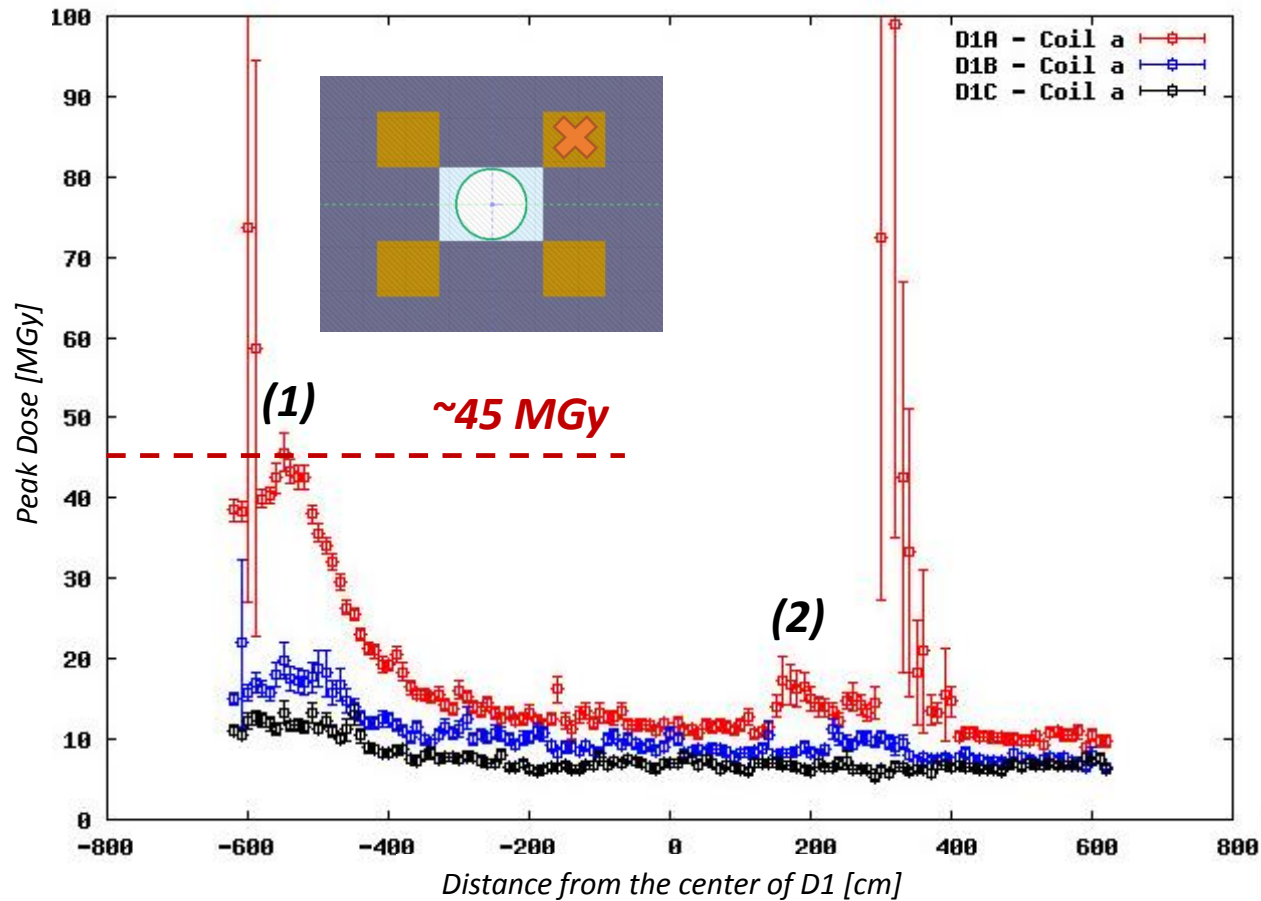 100
90
80
70
60
50
40
30
20
10
0
Peak Dose [MGy]
D1A - Coil a
D1B - Coil a
D1C - Coil a
(1)
~45 MGy
(2)
-800 -600 -400 -200 0 200 400 600 800
Distance from the center of D1 [cm]